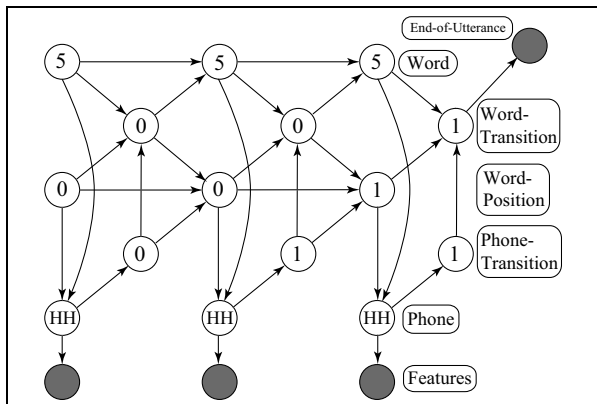 End-of-Utterance
5 5 5 Word
0 0 1 Word-
Transition
0 0 1 Word-
Position
0 1 1 Phone-
Transition
HH HH HH Phone
Features